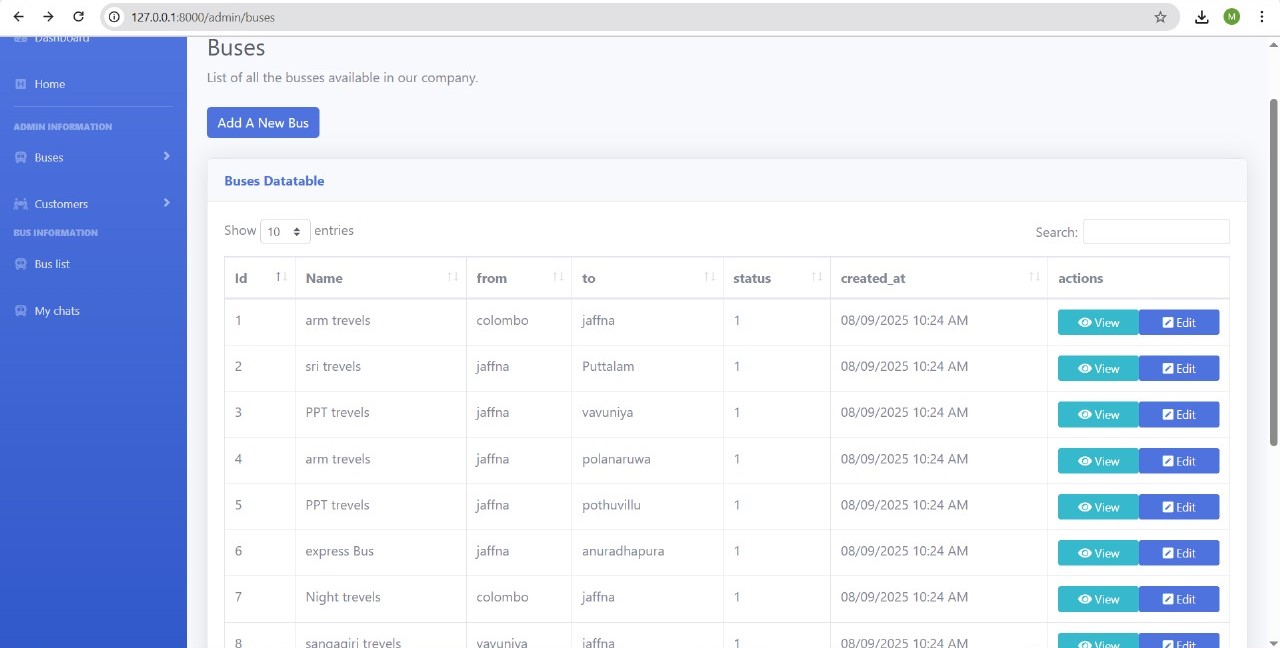 127.0.0.1:8000/admin/buses
M
Dashboard
Home
ADMIN INFORMATION
Buses
Customers
BUS INFORMATION
Bus list
My chats
Buses
List of all the busses available in our company.
Add A New Bus
Buses Datatable
Show 10 entries
Search:
Id Name from to status created_at actions
1 arm trevels colombo jaffna 1 08/09/2025 10:24 AM View Edit
2 sri trevels jaffna Puttalam 1 08/09/2025 10:24 AM View Edit
3 PPT trevels jaffna vavuniya 1 08/09/2025 10:24 AM View Edit
4 arm trevels jaffna polanaruwa 1 08/09/2025 10:24 AM View Edit
5 PPT trevels jaffna pothuvillu 1 08/09/2025 10:24 AM View Edit
6 express Bus jaffna anuradhapura 1 08/09/2025 10:24 AM View Edit
7 Night trevels colombo jaffna 1 08/09/2025 10:24 AM View Edit
8 sangagiri trevels vavuniya jaffna 1 08/09/2025 10:24 AM View Edit